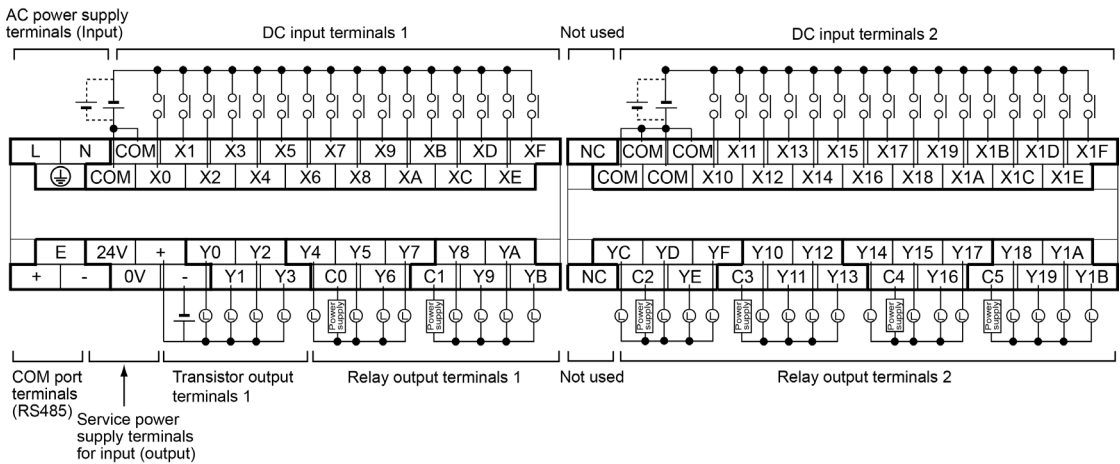 AC power supply
terminals (Input)
DC input terminals 1
Not used
DC input terminals 2
L N COM X1 X3 X5 X7 X9 XB XD XF
NC COM COM X11 X13 X15 X17 X19 X1B X1D X1F
COM X0 X2 X4 X6 X8 XA XC XE
COM COM X10 X12 X14 X16 X18 X1A X1C X1E
E 24V + Y0 Y2 Y4 Y5 Y7 Y8 YA
YC YD YF Y10 Y12 Y14 Y15 Y17 Y18 Y1A
+ - 0V - Y1 Y3 C0 Y6 C1 Y9 YB
NC C2 YE C3 Y11 Y13 C4 Y16 C5 Y19 Y1B
L L L L L Power supply L L L Power supply L L L L
L Power supply L L L Power supply L L L L L Power supply L L L Power supply L L L L
COM port
terminals
(RS485)
Service power
supply terminals
for input (output)
Transistor output
terminals 1
Relay output terminals 1
Not used
Relay output terminals 2